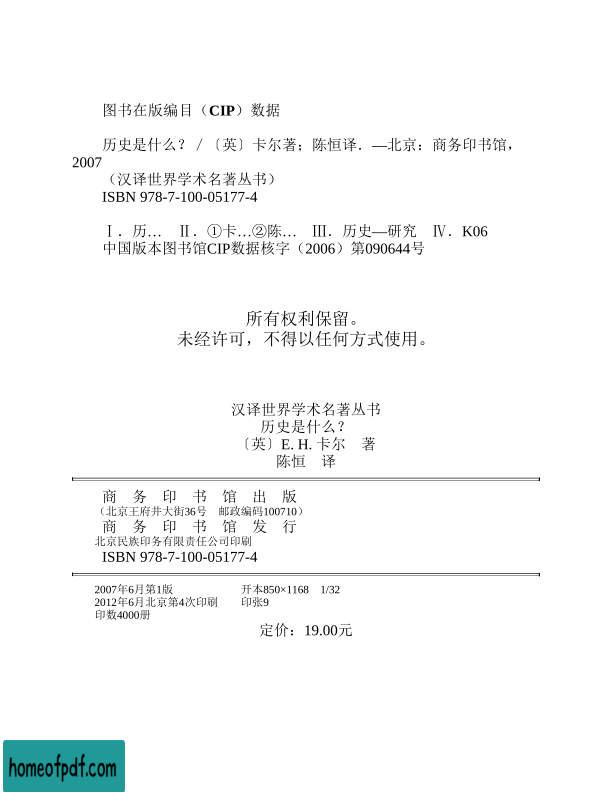 图书在版编目（CIP）数据
历史是什么？／〔英〕卡尔著；陈恒译．—北京：商务印书馆，
2007
（汉译世界学术名著丛书）
ISBN 978-7-100-05177-4
Ⅰ．历… Ⅱ．①卡…②陈… Ⅲ．历史—研究 Ⅳ．K06
中国版本图书馆CIP数据核字（2006）第090644号
所有权利保留。
未经许可，不得以任何方式使用。
汉译世界学术名著丛书
历史是什么？
〔英〕E. H. 卡尔 著
陈恒 译
商 务 印 书 馆 出 版
（北京王府井大街36号 邮政编码100710）
商 务 印 书 馆 发 行
北京民族印务有限责任公司印刷
ISBN 978-7-100-05177-4
2007年6月第1版 开本850×1168 1/32
2012年6月北京第4次印刷 印张9
印数4000册
定价：19.00元
homeofpdf.com